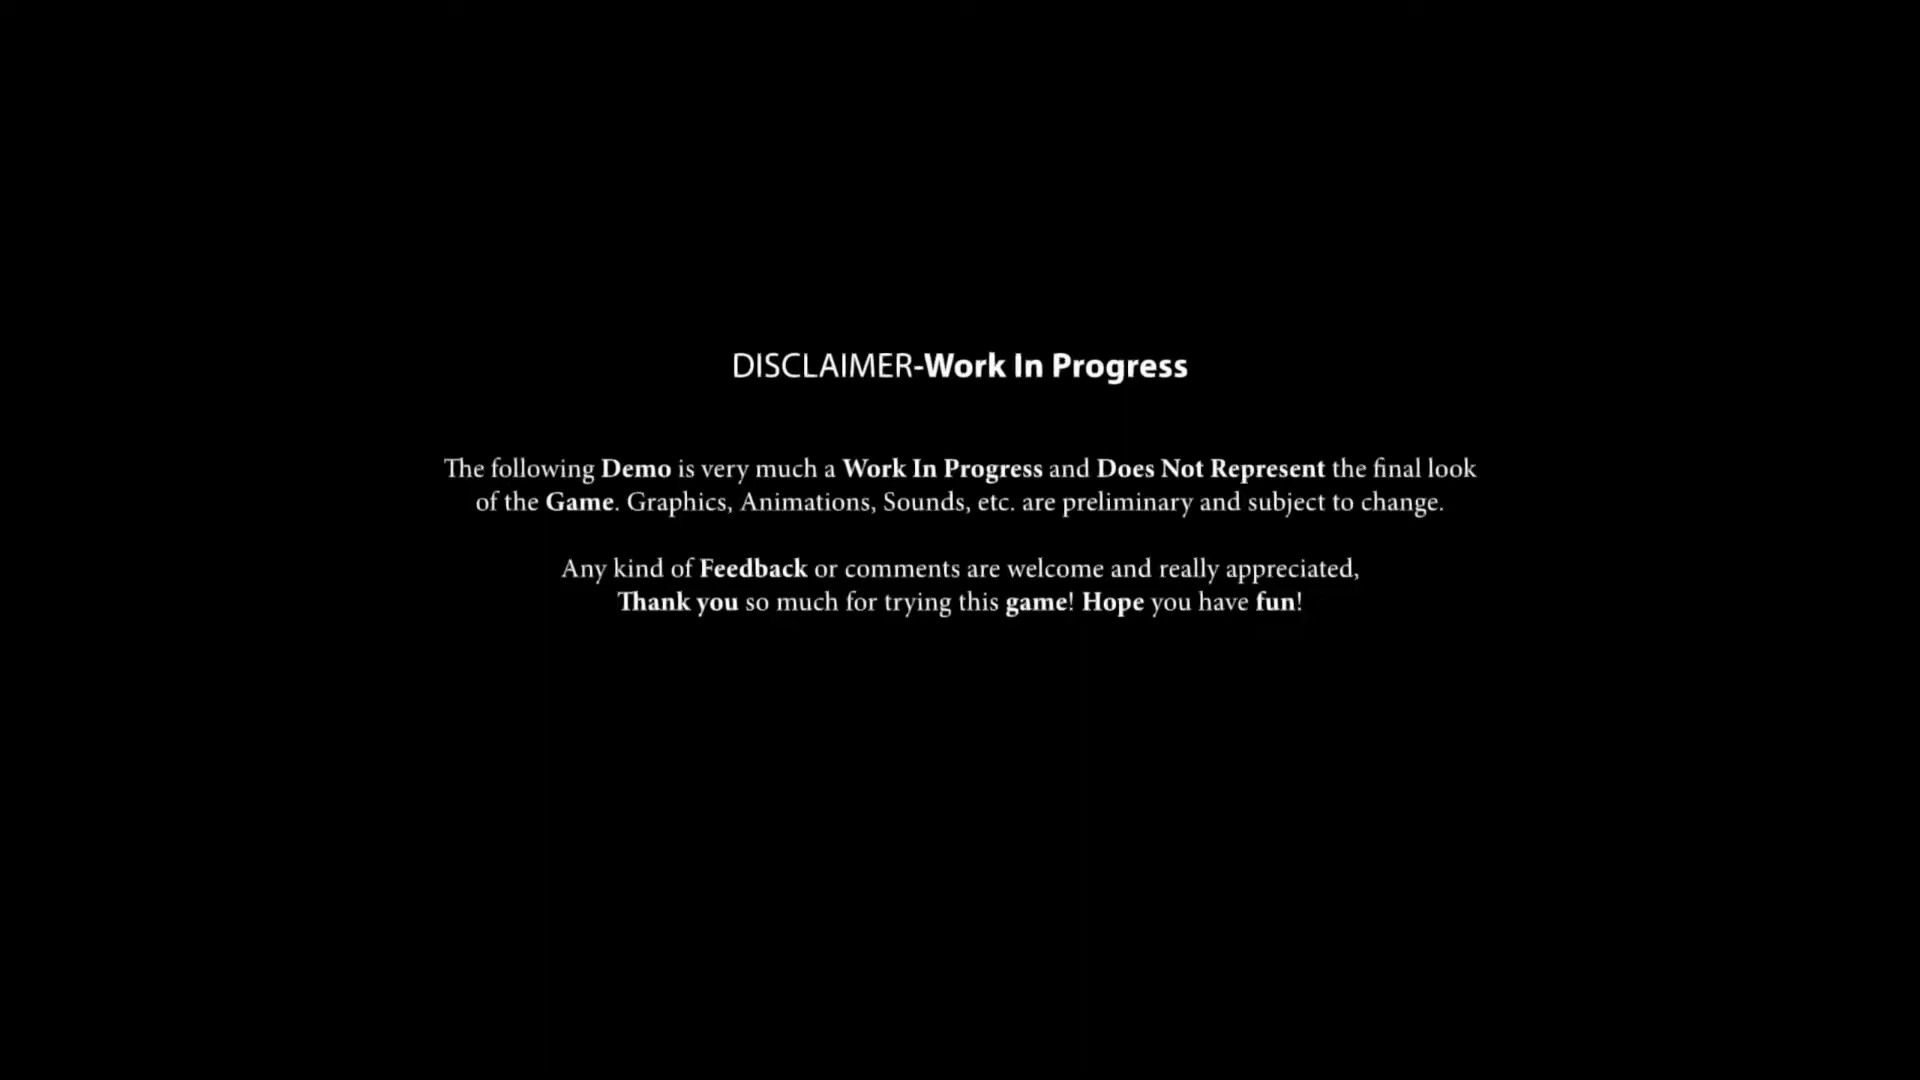 DISCLAIMER-Work In Progress
The following Demo is very much a Work In Progress and Does Not Represent the final look
of the Game. Graphics, Animations, Sounds, etc. are preliminary and subject to change.
Any kind of Feedback or comments are welcome and really appreciated,
Thank you so much for trying this game! Hope you have fun!